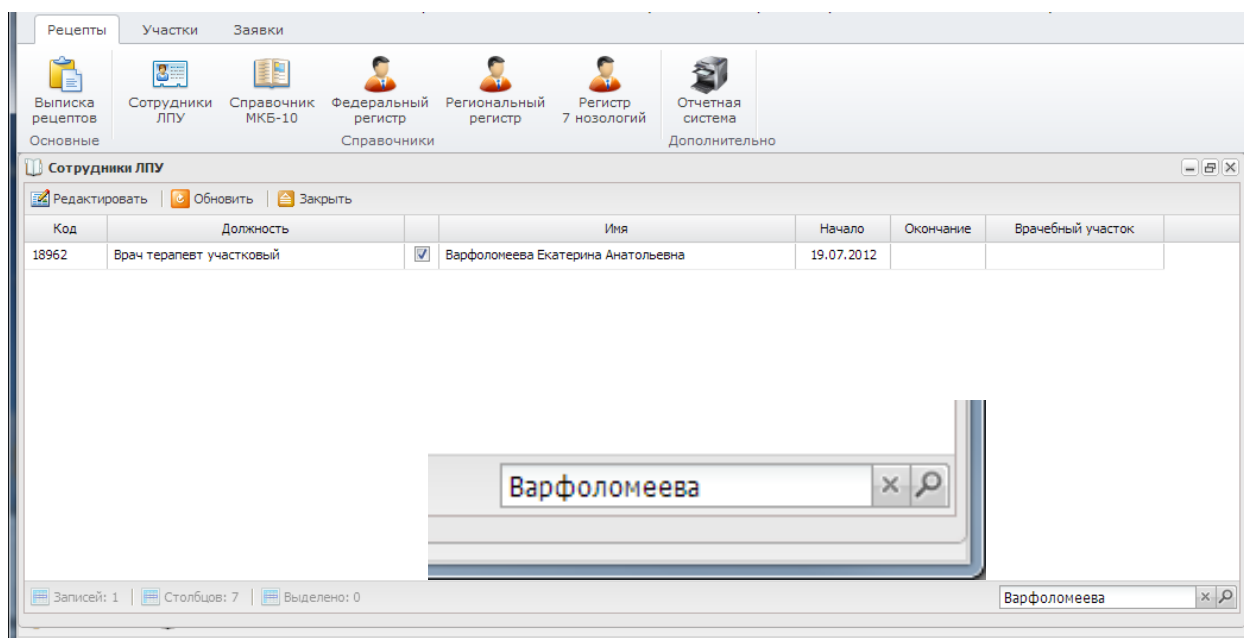 Рецепты Участки Заявки
Выписка рецептов
Сотрудники ЛПУ
Справочник МКБ-10
Федеральный регистр
Региональный регистр
Регистр 7 нозологий
Отчетная система
Основные Справочники Дополнительно
Сотрудники ЛПУ
Редактировать Обновить Закрыть
Код Должность Имя Начало Окончание Врачебный участок
18962 Врач терапевт участковый Варфоломеева Екатерина Анатольевна 19.07.2012
Варфоломеева
Записей: 1 Столбцов: 7 Выделено: 0 Варфоломеева